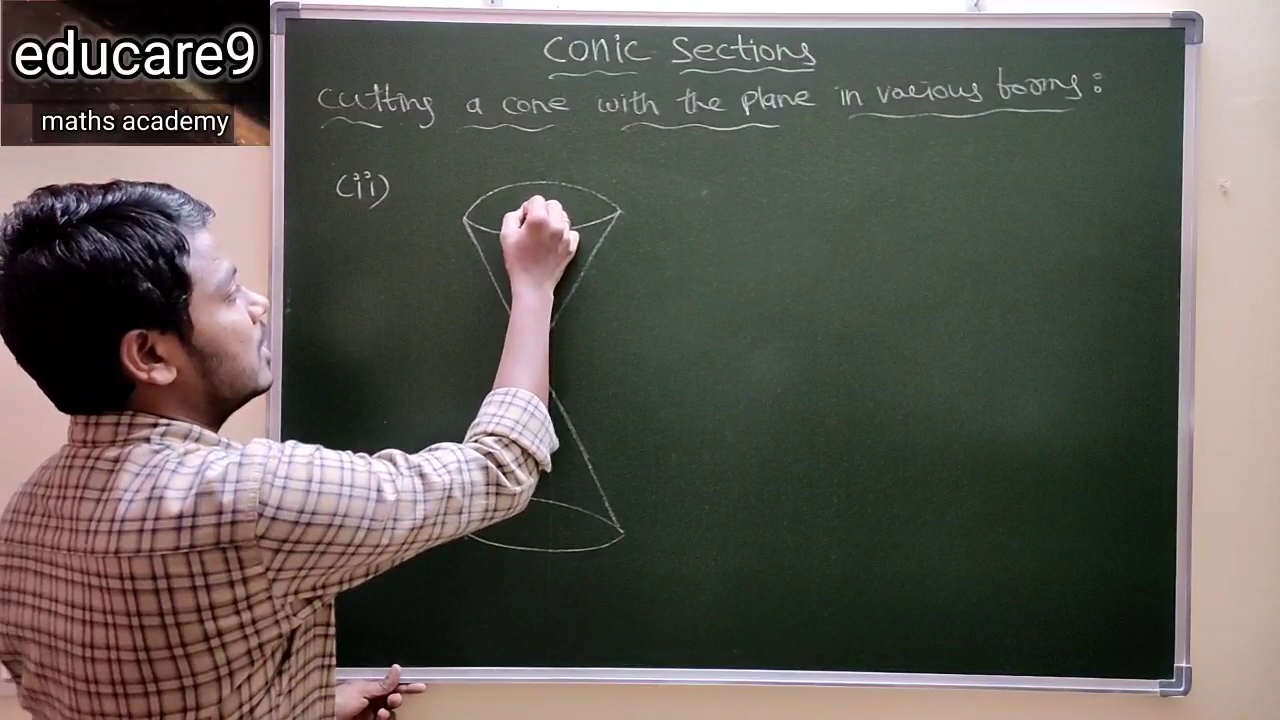 educare9
maths academy
Conic Sections
cutting a cone with the plane in various forms:
(ii)